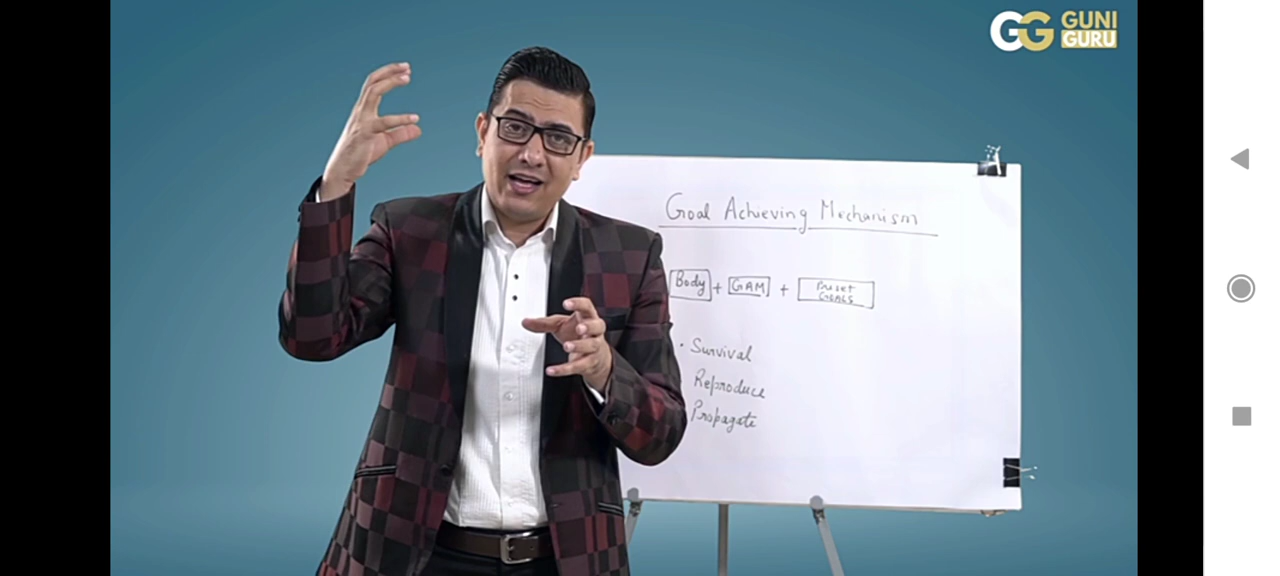 GG GUNI
GURU
Goal Achieving Mechanism
Body + GAM + Preset
GOALS
· Survival
Reproduce
Propagate